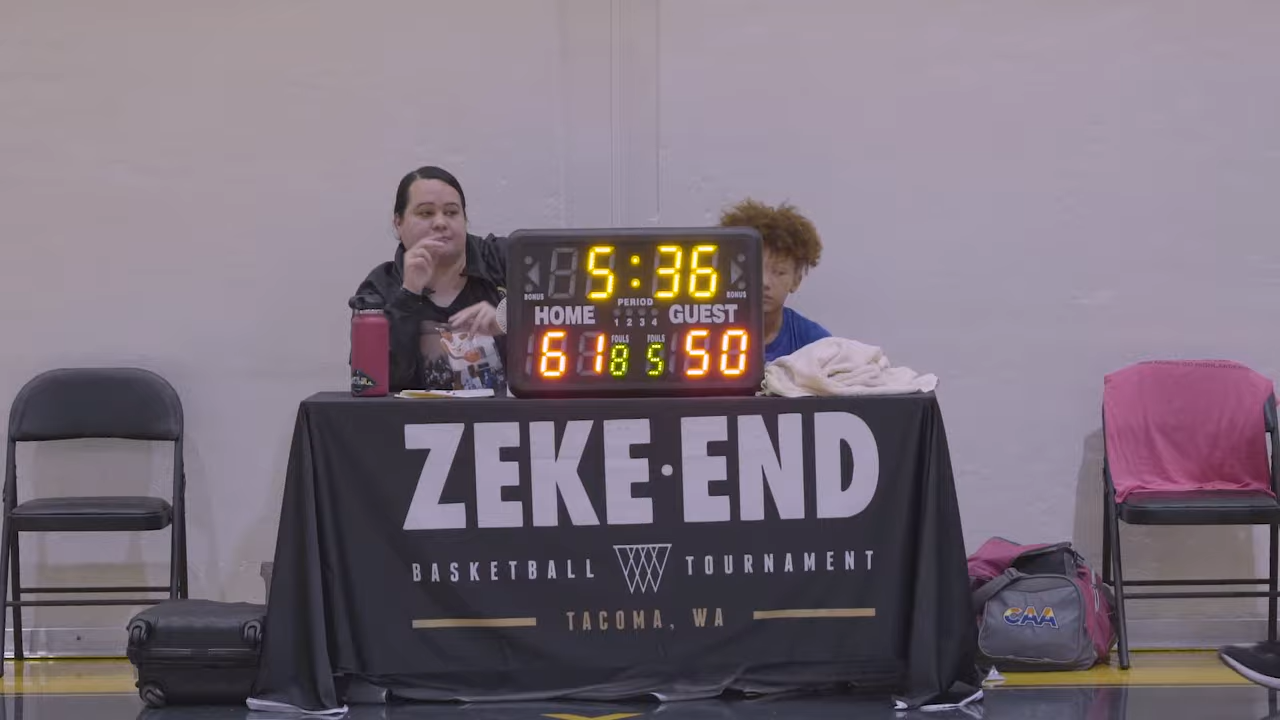 5:36
BONUS
PERIOD
BONUS
HOME
1 2 3 4
GUEST
61
FOULS
8
FOULS
5
50
ZEKE·END
BASKETBALL TOURNAMENT
TACOMA, WA
CAA